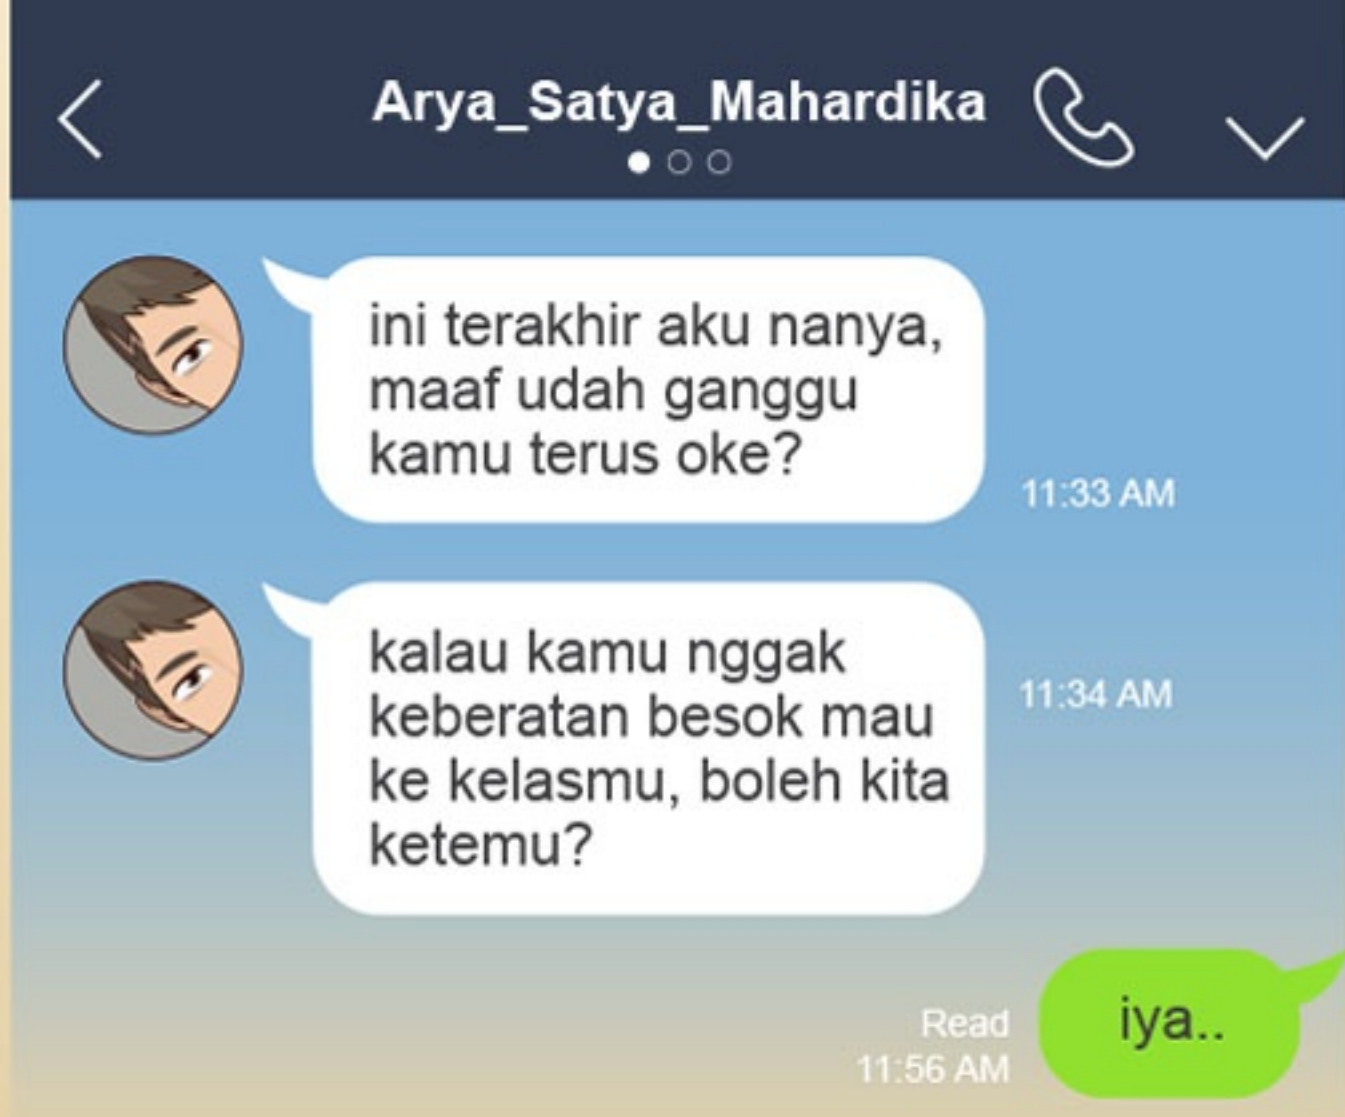 Arya_Satya_Mahardika
ini terakhir aku nanya,
maaf udah ganggu
kamu terus oke?
11:33 AM
kalau kamu nggak
keberatan besok mau
ke kelasmu, boleh kita
ketemu?
11:34 AM
iya..
Read
11:56 AM